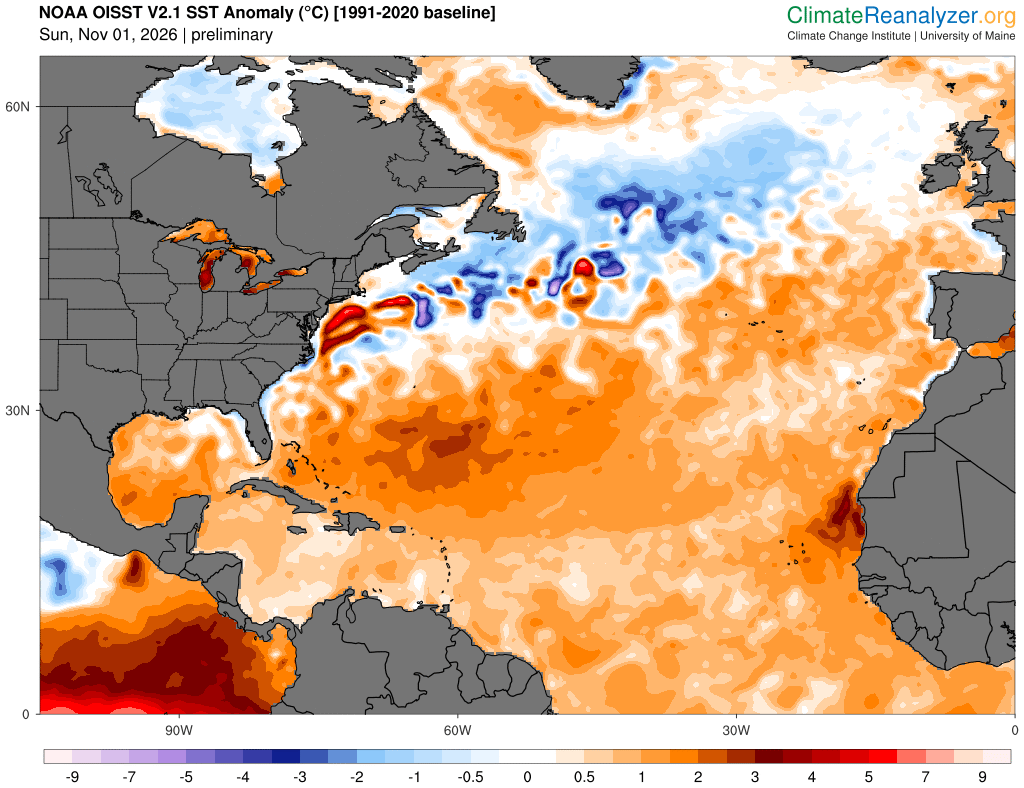 NOAA OISST V2.1 SST Anomaly (°C) [1991-2020 baseline]
Sun, Nov 01, 2026 | preliminary
ClimateReanalyzer.org
Climate Change Institute | University of Maine
60N
30N
0
90W 60W 30W 0
-9 -7 -5 -4 -3 -2 -1 -0.5 0 0.5 1 2 3 4 5 7 9